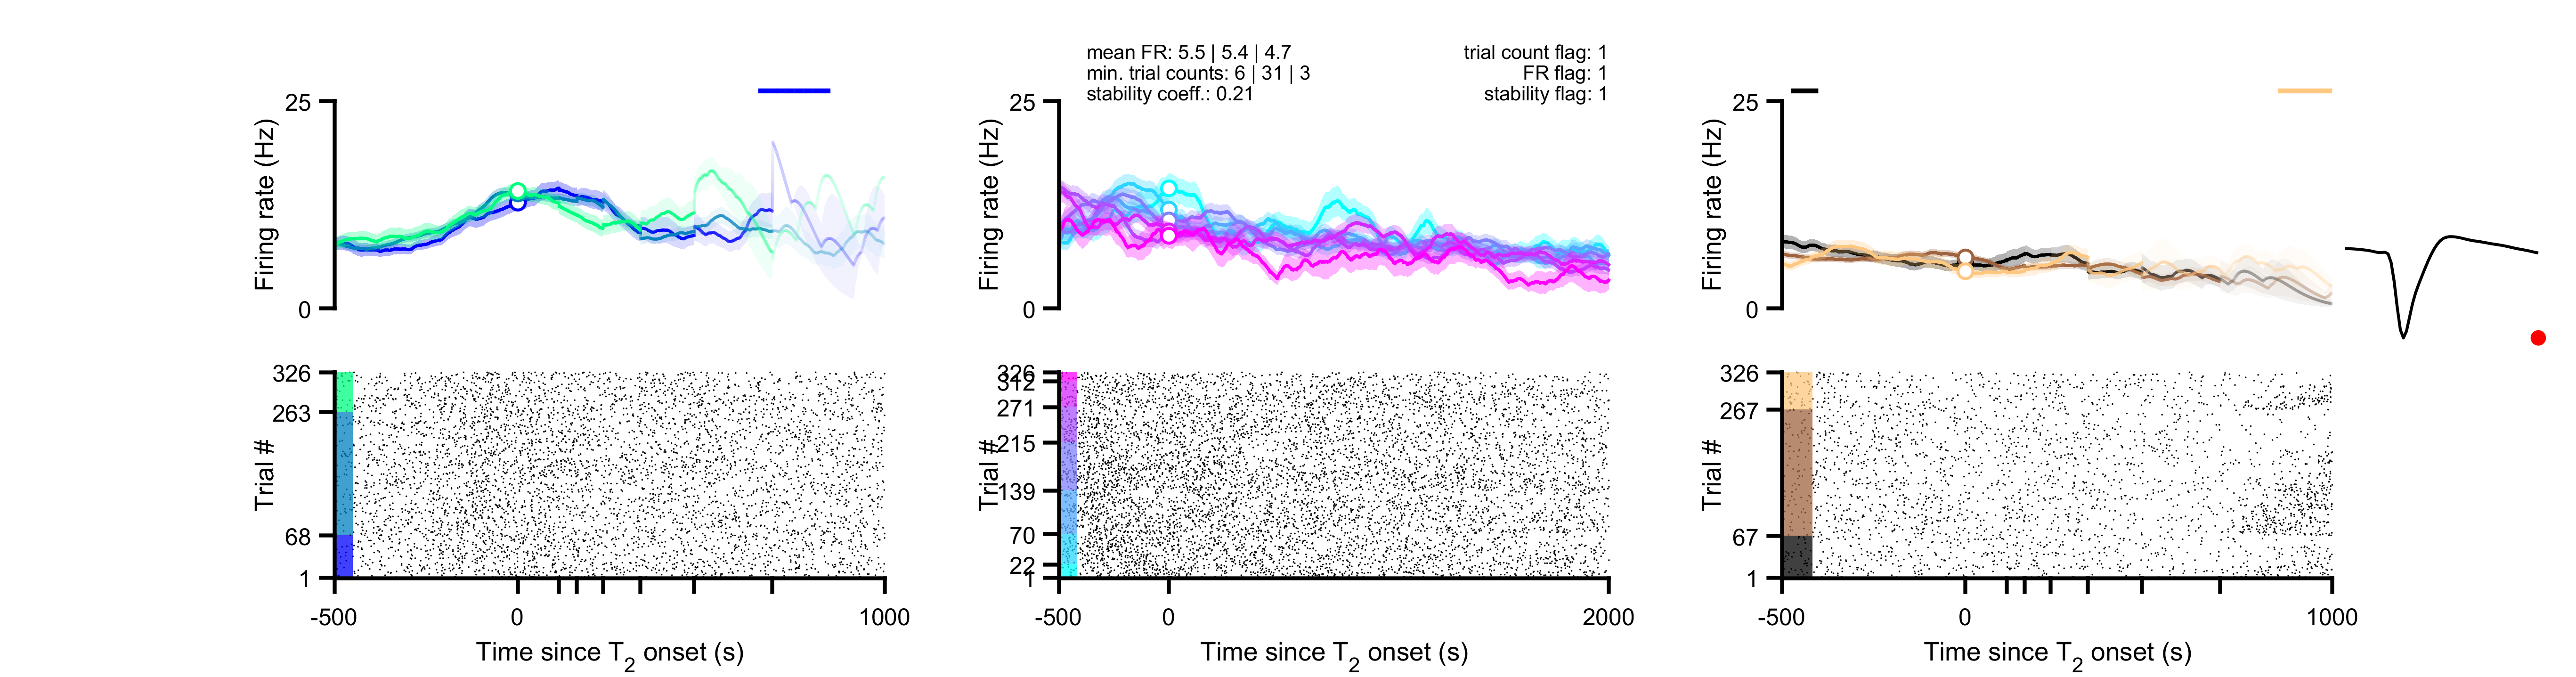 mean FR: 5.5 | 5.4 | 4.7
min. trial counts: 6 | 31 | 3
stability coeff.: 0.21
trial count flag: 1
FR flag: 1
stability flag: 1
25
0
Firing rate (Hz)
326
263
68
1
Trial #
-500
0
1000
Time since T2 onset (s)
25
0
Firing rate (Hz)
326
312
271
215
139
70
22
1
Trial #
-500
0
2000
Time since T2 onset (s)
25
0
Firing rate (Hz)
326
267
67
1
Trial #
-500
0
1000
Time since T2 onset (s)